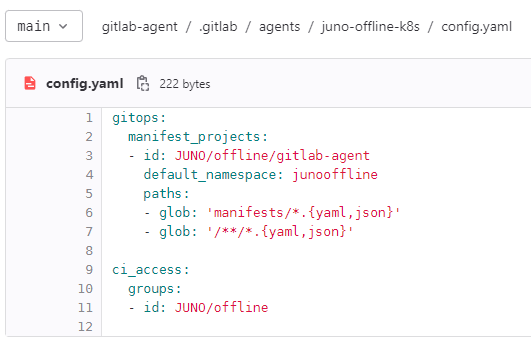 main gitlab-agent / .gitlab / agents / juno-offline-k8s / config.yaml
config.yaml 222 bytes
1 gitops:
2   manifest_projects:
3   - id: JUNO/offline/gitlab-agent
4     default_namespace: junooffline
5     paths:
6     - glob: 'manifests/*.{yaml,json}'
7     - glob: '/**/*.{yaml,json}'
8
9 ci_access:
10   groups:
11   - id: JUNO/offline
12